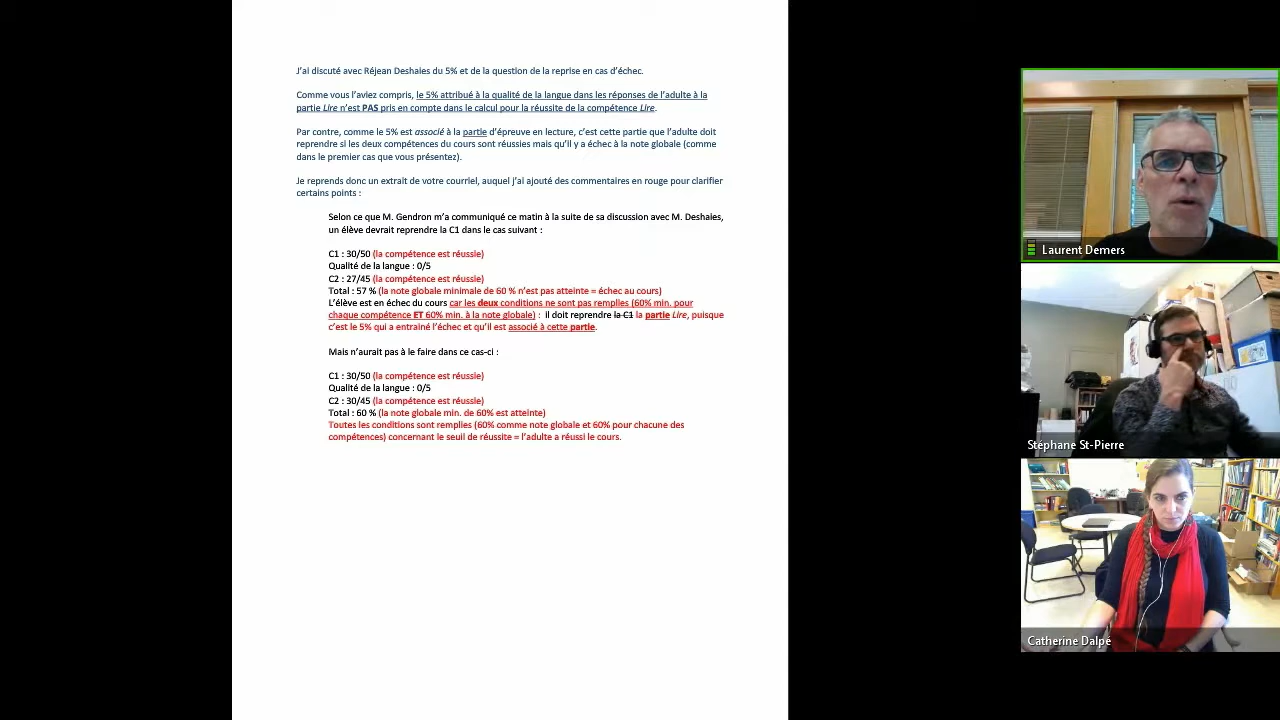 J'ai discuté avec Réjean Deshaies du 5% et de la question de la reprise en cas d'échec.
Comme vous l'aviez compris, le 5% attribué à la qualité de la langue dans les réponses de l'adulte à la
partie Lire n'est PAS pris en compte dans le calcul pour la réussite de la compétence Lire.
Par contre, comme le 5% est associé à la partie d'épreuve en lecture, c'est cette partie que l'adulte doit
reprendre si les deux compétences du cours sont réussies mais qu'il y a échec à la note globale (comme
dans le premier cas que vous présentez).
Je reprends donc un extrait de votre courriel, auquel j'ai ajouté des commentaires en rouge pour clarifier
certains points :
Selon ce que M. Gendron m'a communiqué ce matin à la suite de sa discussion avec M. Deshaies,
un élève devrait reprendre la C1 dans le cas suivant :
C1 : 30/50 (la compétence est réussie)
Qualité de la langue : 0/5
C2 : 27/45 (la compétence est réussie)
Total : 57 % (la note globale minimale de 60 % n'est pas atteinte = échec au cours)
L'élève est en échec du cours car les deux conditions ne sont pas remplies (60% min. pour
chaque compétence ET 60% min. à la note globale) : il doit reprendre la C1 la partie Lire, puisque
c'est le 5% qui a entraîné l'échec et qu'il est associé à cette partie.
Mais n'aurait pas à le faire dans ce cas-ci :
C1 : 30/50 (la compétence est réussie)
Qualité de la langue : 0/5
C2 : 30/45 (la compétence est réussie)
Total : 60 % (la note globale min. de 60% est atteinte)
Toutes les conditions sont remplies (60% comme note globale et 60% pour chacune des
compétences) concernant le seuil de réussite = l'adulte a réussi le cours.
Laurent Demers
Stéphane St-Pierre
Catherine Dalpé